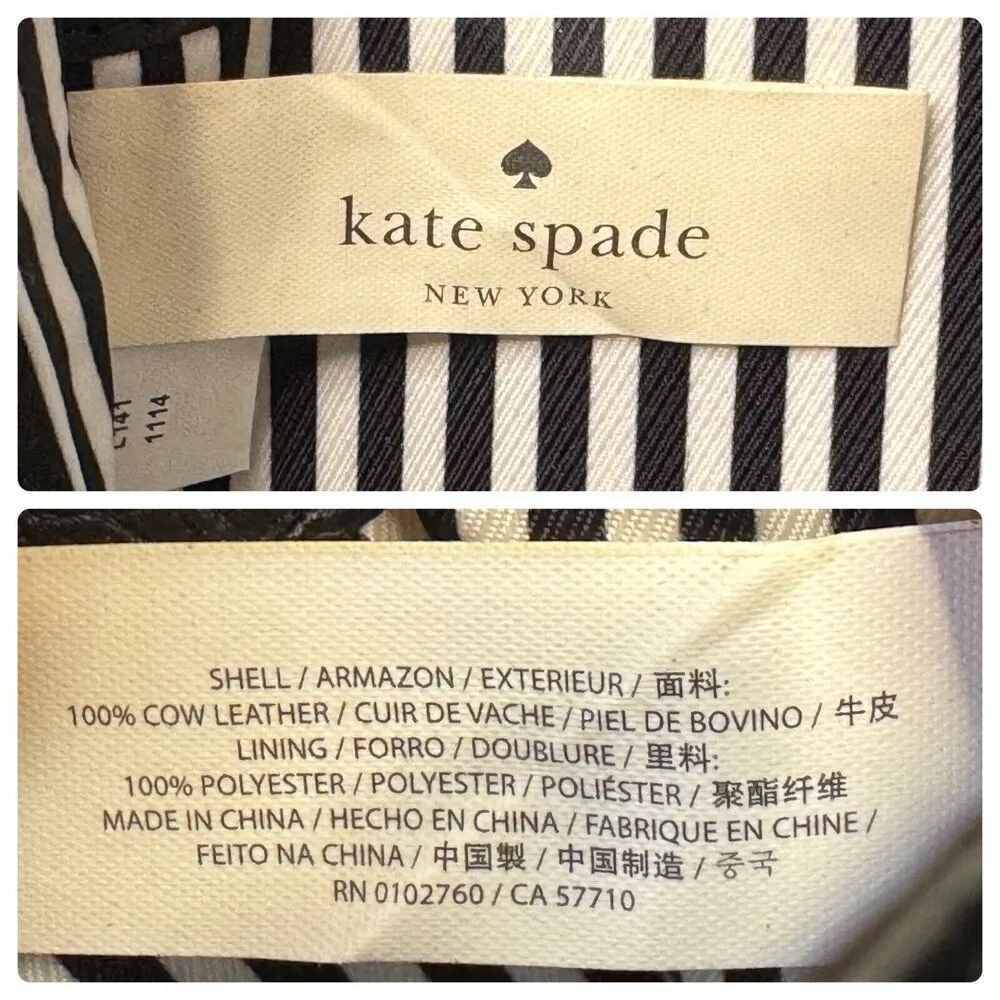 kate spade
NEW YORK
1114
SHELL / ARMAZON / EXTERIEUR / 面料:
100% COW LEATHER / CUIR DE VACHE / PIEL DE BOVINO / 牛皮
LINING / FORRO / DOUBLURE / 里料:
100% POLYESTER / POLYESTER / POLIÉSTER / 聚酯纤维
MADE IN CHINA / HECHO EN CHINA / FABRIQUE EN CHINE /
FEITO NA CHINA / 中国製 / 中国制造 / 중국
RN 0102760 / CA 57710